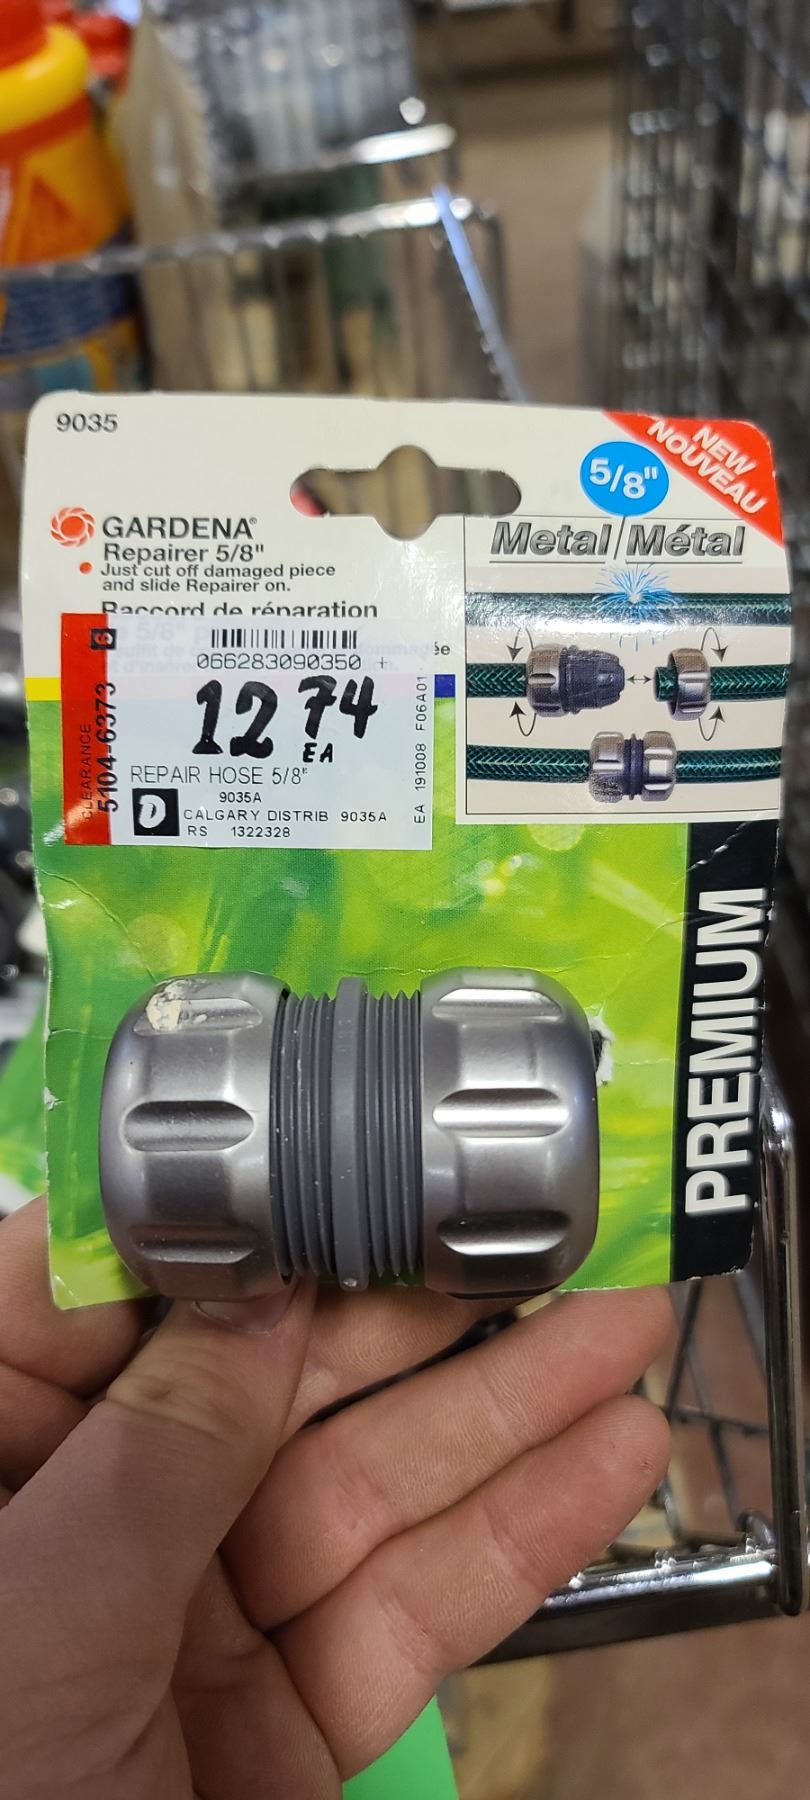 9035
NEW
NOUVEAU
5/8"
GARDENA®
Repairer 5/8"
Just cut off damaged piece
and slide Repairer on.
Raccord de réparation
Metal/Métal
3
CLEARANCE
5104-6373
066283090350 +
12 74
EA
REPAIR HOSE 5/8"
9035A
D
CALGARY DISTRIB 9035A
RS 1322328
EA 191008 F06A01
PREMIUM